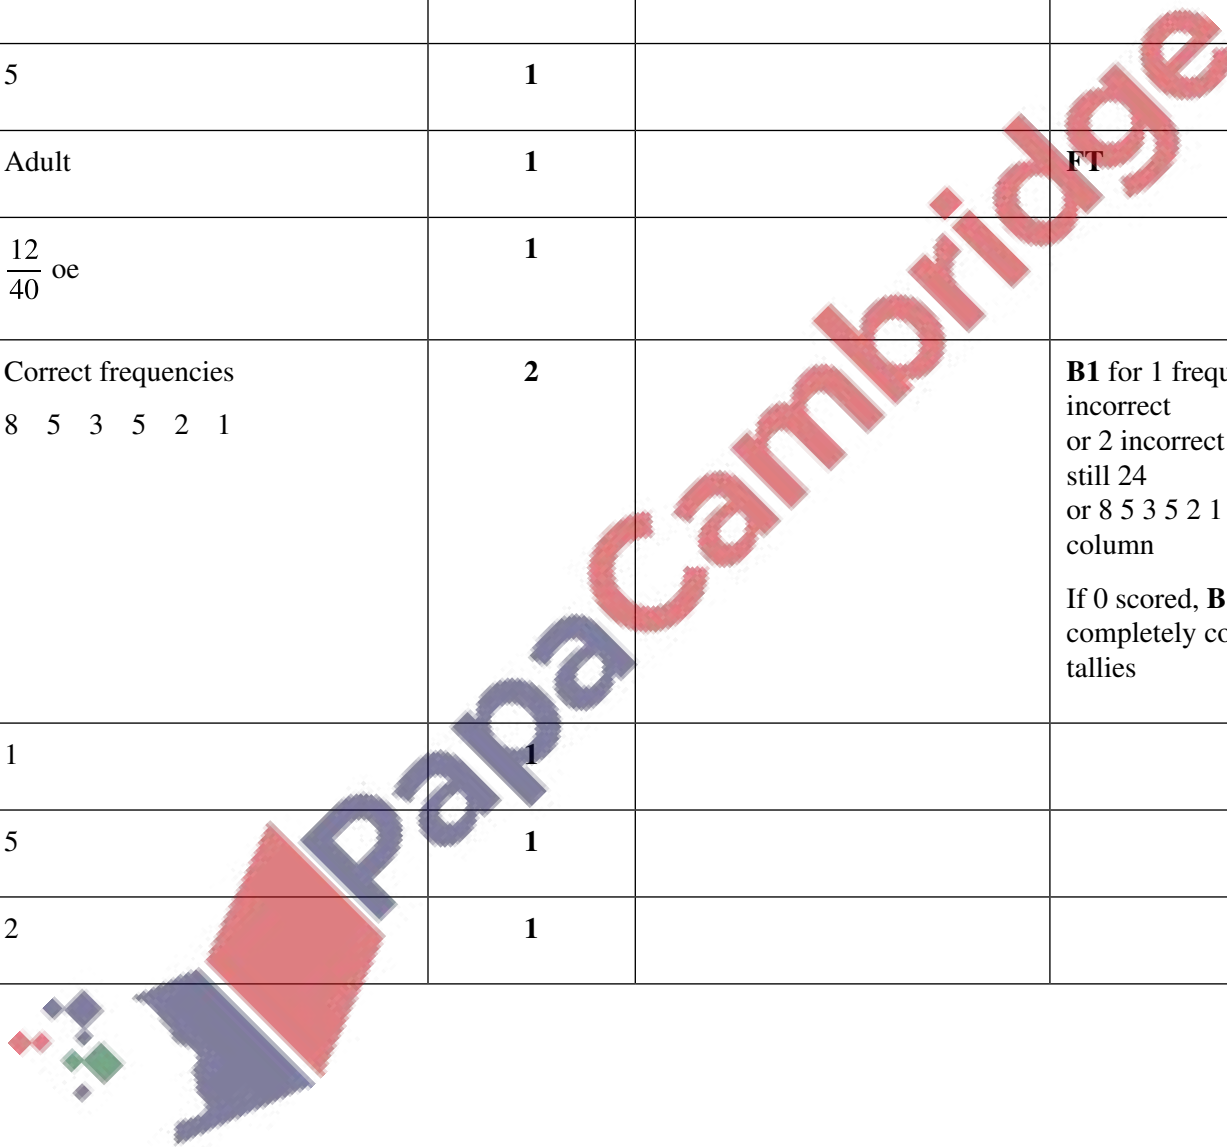 5 1
Adult 1 FT
12/40 oe 1
Correct frequencies 2 B1 for 1
8 5 3 5 2 1 incorrect
or 2 incorrect
still 24
or 8 5 3 5 2 1
column
If 0 scored,
completely
tallies
1 1
5 1
2 1
PapaCambridge